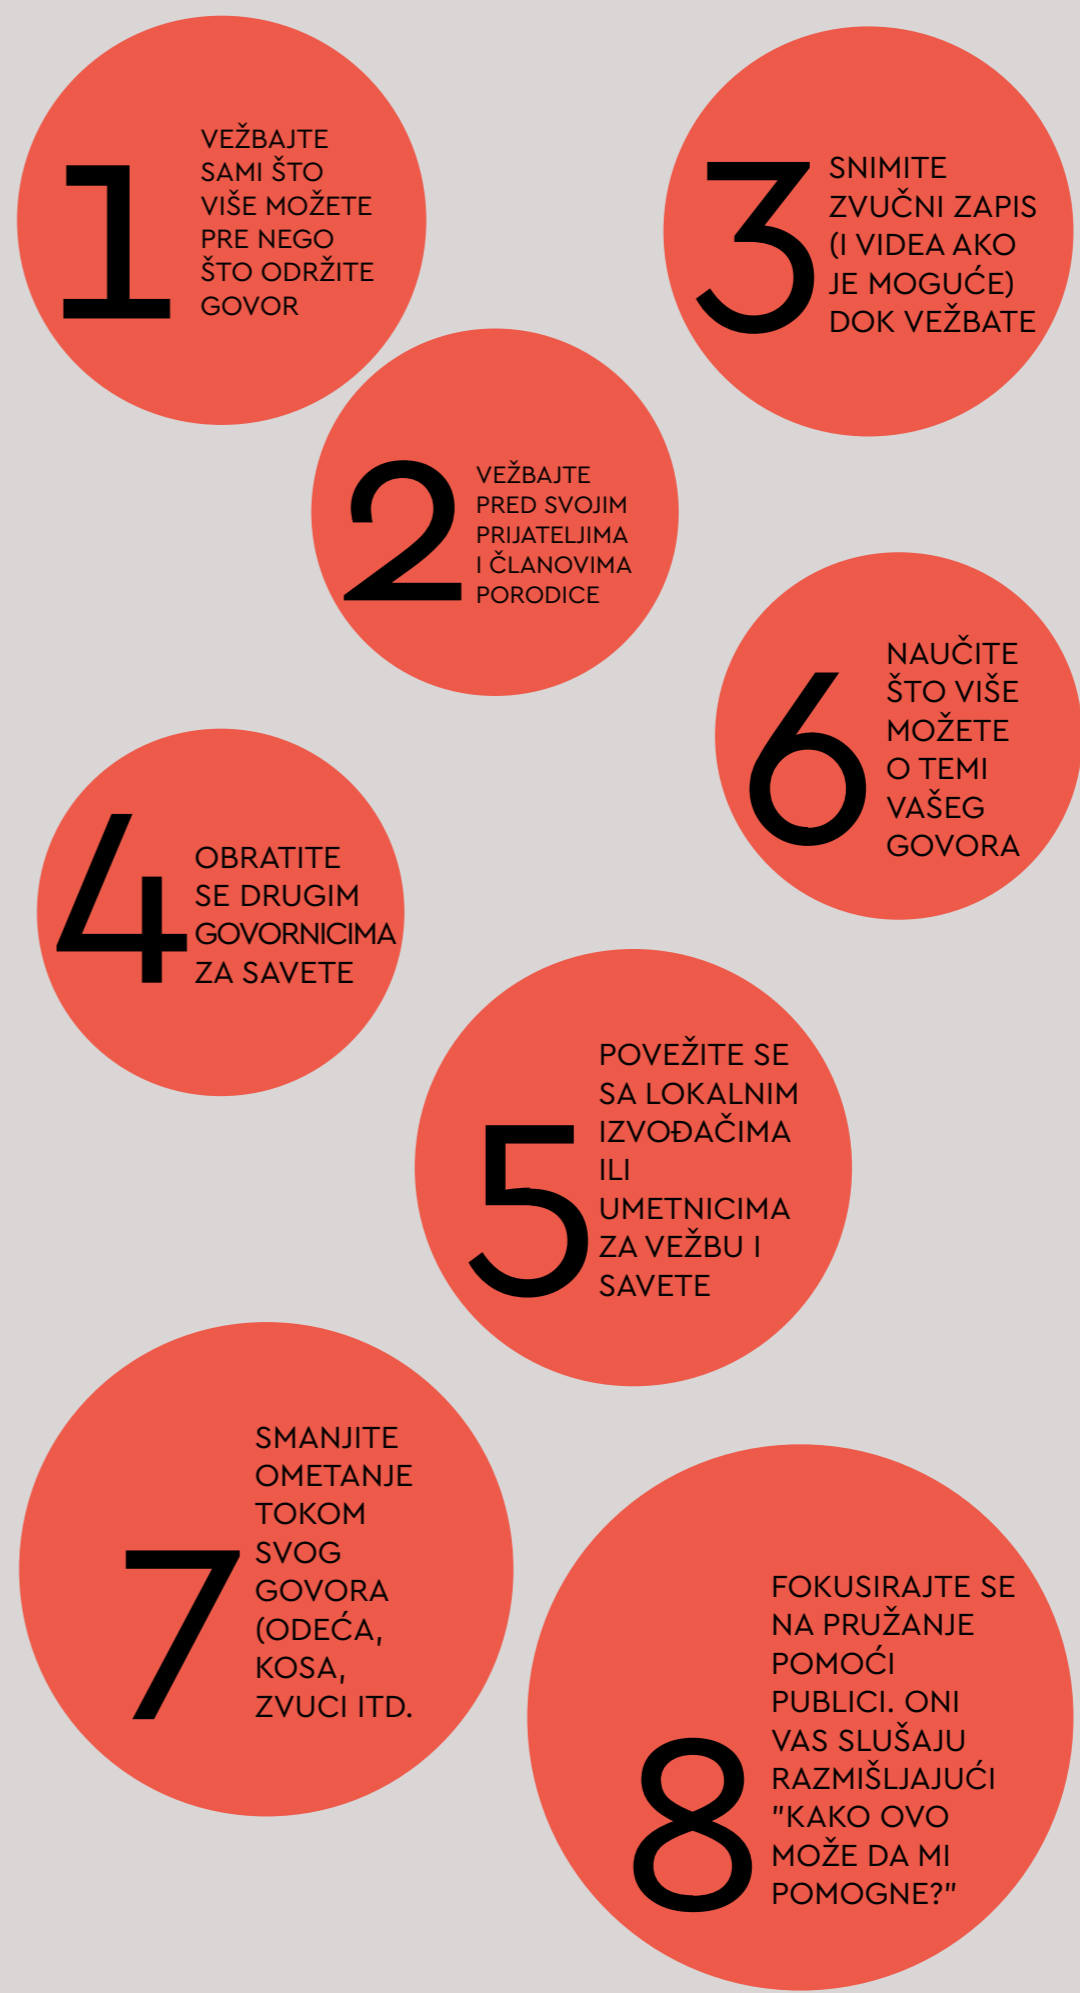 1
VEŽBAJTE
SAMI ŠTO
VIŠE MOŽETE
PRE NEGO
ŠTO ODRŽITE
GOVOR
2
VEŽBAJTE
PRED SVOJIM
PRIJATELJIMA
I ČLANOVIMA
PORODICE
3
SNIMITE
ZVUČNI ZAPIS
(I VIDEA AKO
JE MOGUĆE)
DOK VEŽBATE
4
OBRATITE
SE DRUGIM
GOVORNICIMA
ZA SAVETE
5
POVEŽITE SE
SA LOKALNIM
IZVOĐAČIMA
ILI
UMETNICIMA
ZA VEŽBU I
SAVETE
6
NAUČITE
ŠTO VIŠE
MOŽETE
O TEMI
VAŠEG
GOVORA
7
SMANJITE
OMETANJE
TOKOM
SVOG
GOVORA
(ODEĆA,
KOSA,
ZVUCI ITD.
8
FOKUSIRAJTE SE
NA PRUŽANJE
POMOĆI
PUBLICI. ONI
VAS SLUŠAJU
RAZMIŠLJAJUĆI
"KAKO OVO
MOŽE DA MI
POMOGNE?"